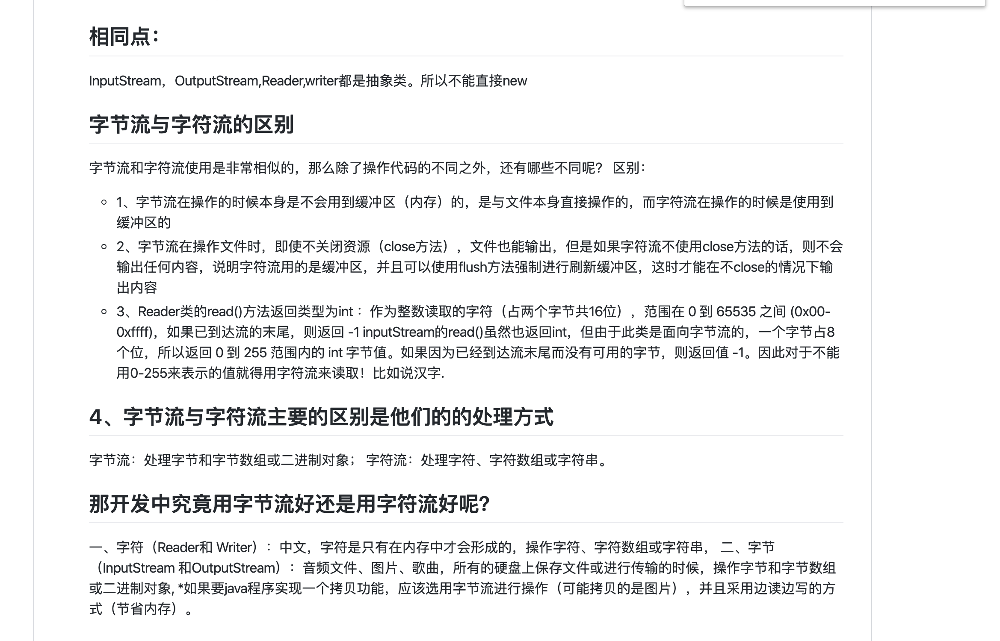 相同点：
InputStream，OutputStream,Reader,writer都是抽象类。所以不能直接new
字节流与字符流的区别
字节流和字符流使用是非常相似的，那么除了操作代码的不同之外，还有哪些不同呢？ 区别：
1、字节流在操作的时候本身是不会用到缓冲区（内存）的，是与文件本身直接操作的，而字符流在操作的时候是使用到
缓冲区的
2、字节流在操作文件时，即使不关闭资源（close方法），文件也能输出，但是如果字符流不使用close方法的话，则不会
输出任何内容，说明字符流用的是缓冲区，并且可以使用flush方法强制进行刷新缓冲区，这时才能在不close的情况下输
出内容
3、Reader类的read()方法返回类型为int ：作为整数读取的字符（占两个字节共16位），范围在 0 到 65535 之间 (0x00-
0xffff)，如果已到达流的末尾，则返回 -1 inputStream的read()虽然也返回int，但由于此类是面向字节流的，一个字节占8
个位，所以返回 0 到 255 范围内的 int 字节值。如果因为已经到达流末尾而没有可用的字节，则返回值 -1。因此对于不能
用0-255来表示的值就得用字符流来读取！比如说汉字.
4、字节流与字符流主要的区别是他们的的处理方式
字节流：处理字节和字节数组或二进制对象； 字符流：处理字符、字符数组或字符串。
那开发中究竟用字节流好还是用字符流好呢?
一、字符（Reader和 Writer）：中文，字符是只有在内存中才会形成的，操作字符、字符数组或字符串， 二、字节
（InputStream 和OutputStream）：音频文件、图片、歌曲，所有的硬盘上保存文件或进行传输的时候，操作字节和字节数组
或二进制对象, *如果要java程序实现一个拷贝功能，应该选用字节流进行操作（可能拷贝的是图片），并且采用边读边写的方
式（节省内存）。